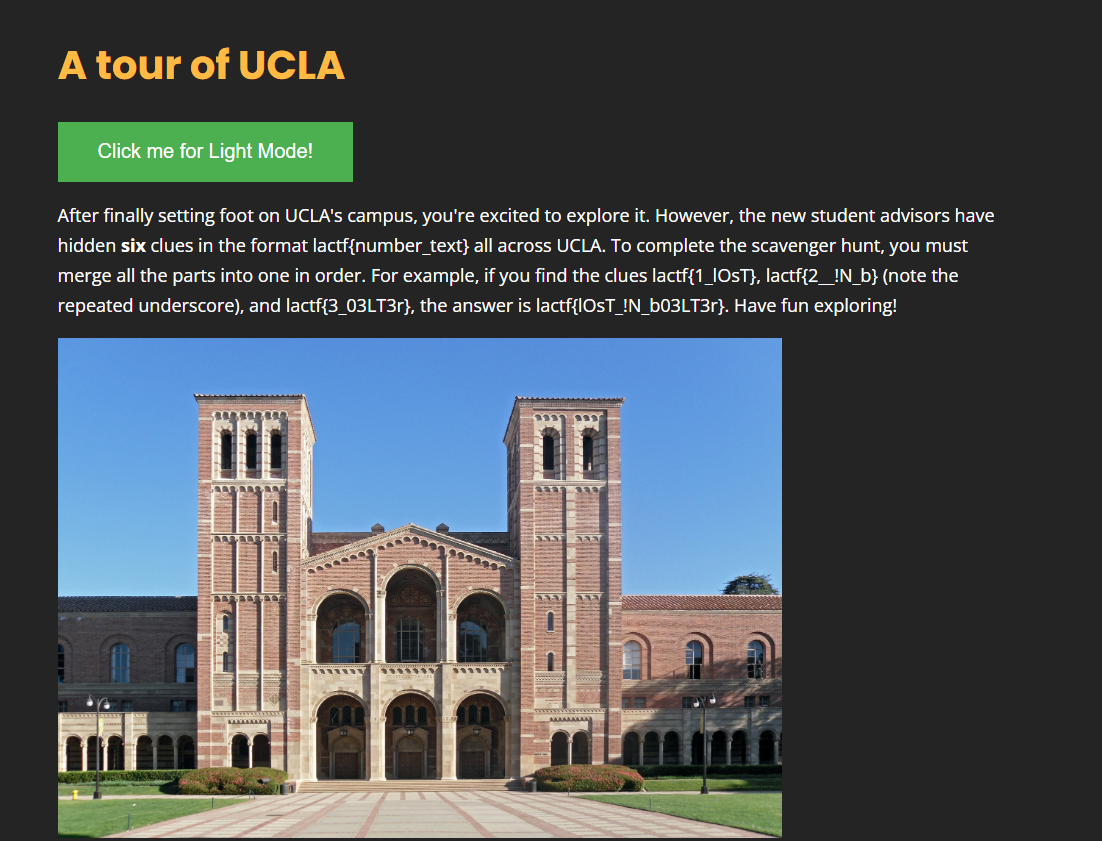 A tour of UCLA
Click me for Light Mode!
After finally setting foot on UCLA's campus, you're excited to explore it. However, the new student advisors have
hidden six clues in the format lactf{number_text} all across UCLA. To complete the scavenger hunt, you must
merge all the parts into one in order. For example, if you find the clues lactf{1_lOsT}, lactf{2__!N_b} (note the
repeated underscore), and lactf{3_03LT3r}, the answer is lactf{lOsT_!N_b03LT3r}. Have fun exploring!